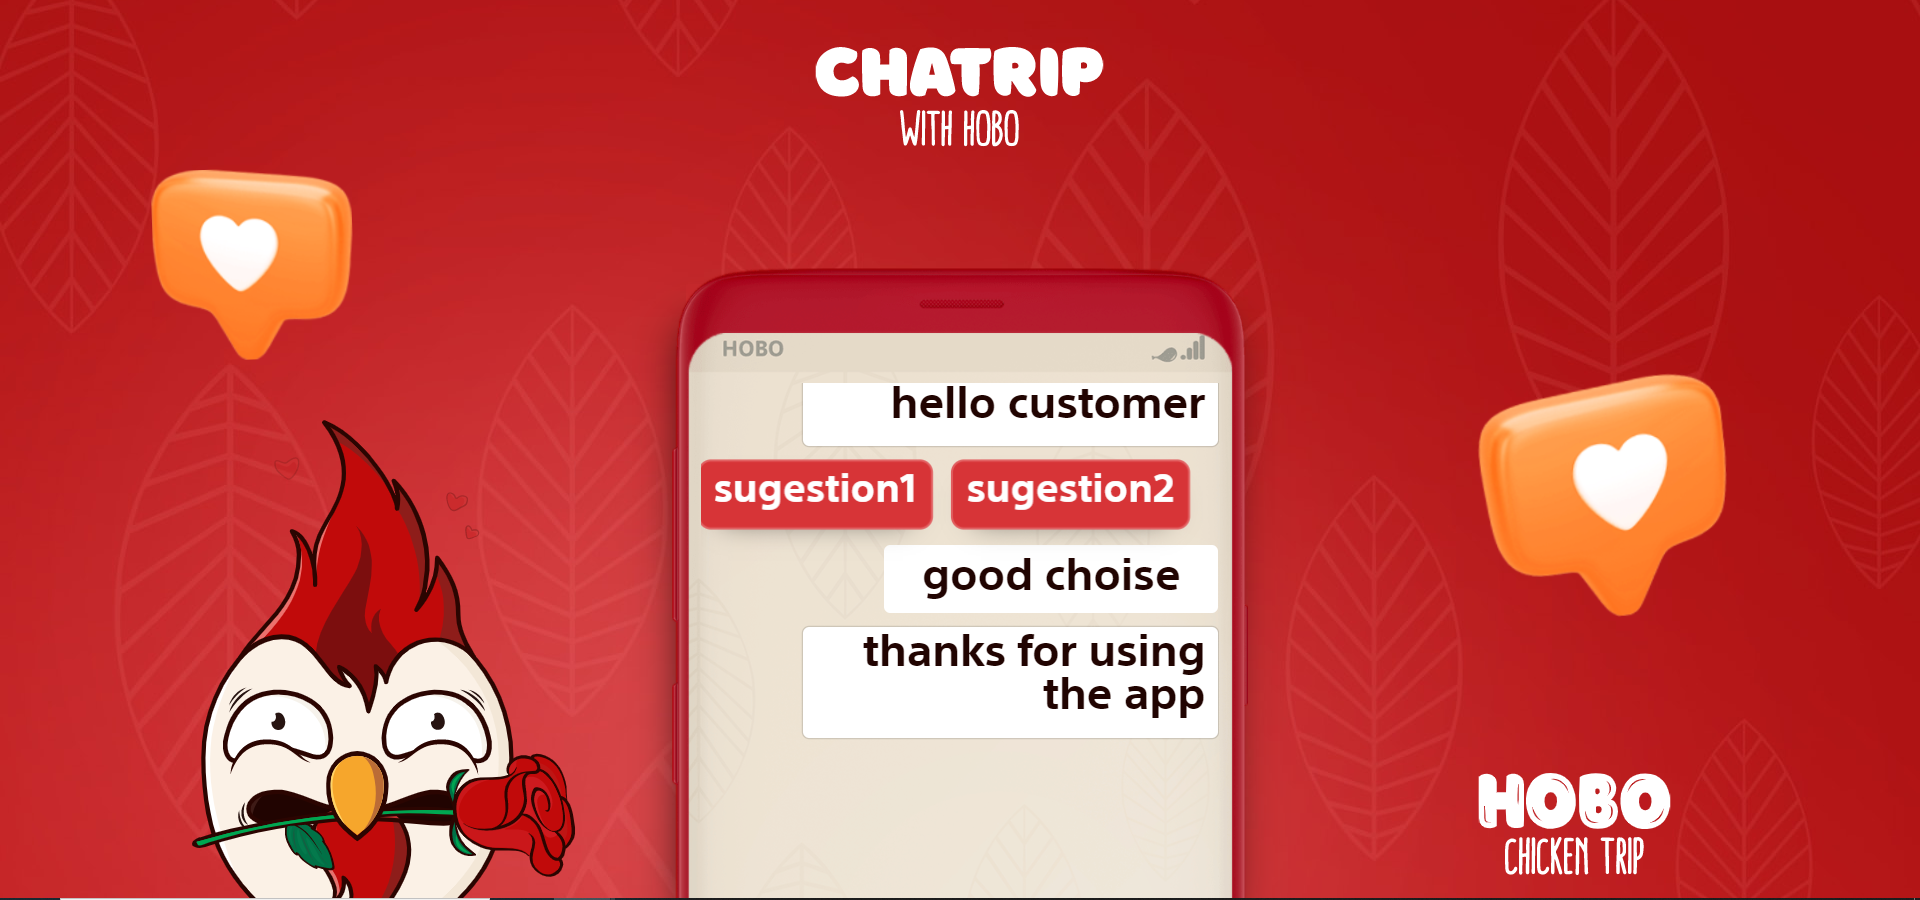 CHATRIP
WITH HOBO
HOBO
hello customer
sugestion1
sugestion2
good choise
thanks for using
the app
HOBO
CHICKEN TRIP